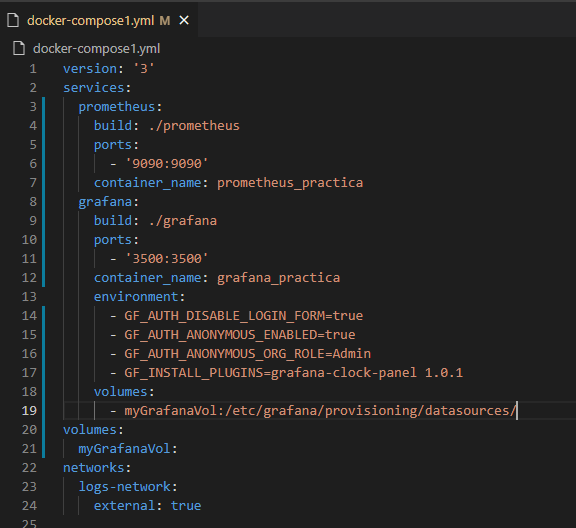 docker-compose1.yml M
docker-compose1.yml
1 version: '3'
2 services:
3   prometheus:
4     build: ./prometheus
5     ports:
6       - '9090:9090'
7     container_name: prometheus_practica
8   grafana:
9     build: ./grafana
10     ports:
11       - '3500:3500'
12     container_name: grafana_practica
13     environment:
14       - GF_AUTH_DISABLE_LOGIN_FORM=true
15       - GF_AUTH_ANONYMOUS_ENABLED=true
16       - GF_AUTH_ANONYMOUS_ORG_ROLE=Admin
17       - GF_INSTALL_PLUGINS=grafana-clock-panel 1.0.1
18     volumes:
19       - myGrafanaVol:/etc/grafana/provisioning/datasources/
20 volumes:
21   myGrafanaVol:
22 networks:
23   logs-network:
24     external: true
25